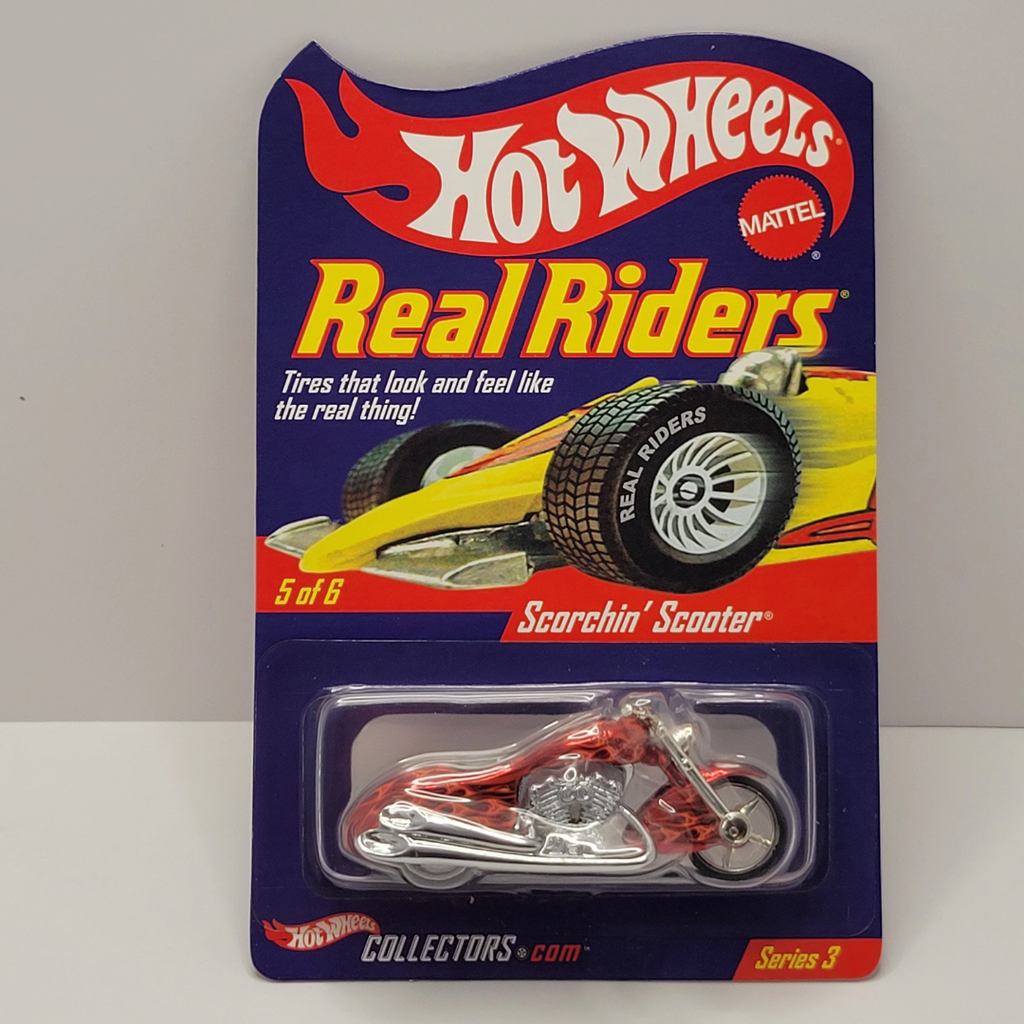 HOT WHEELS®
MATTEL®
Real Riders®
Tires that look and feel like
the real thing!
REAL RIDERS
5 of 6
Scorchin' Scooter®
HOT WHEELS
COLLECTORS.com™
Series 3